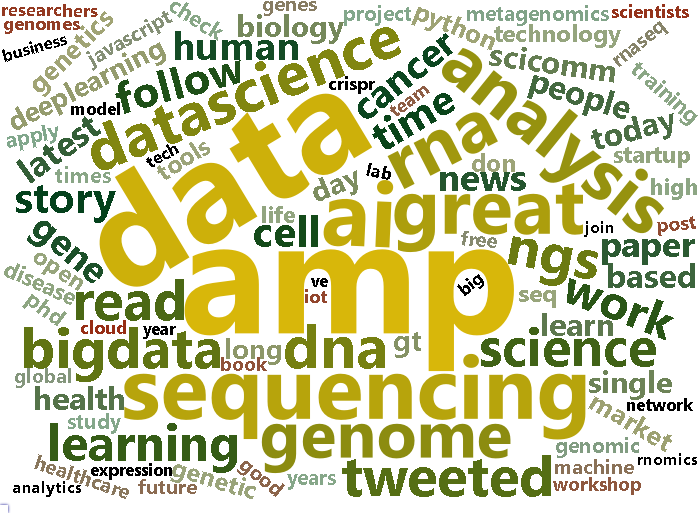 researchers
genomes
business
genetics
javascript
check
human
biology
genes
project
python
metagenomics
scientists
technology
rnaseq
deeplearning
follow
datascience
crispr
cancer
scicomm
people
training
model
team
time
analysis
today
apply
latest
tech
tools
data
rna
startup
times
story
day
lab
don
news
high
life
ai
great
post
gene
cell
free
ngs
join
paper
open
disease
phd
read
amp
ve
iot
big
seq
based
work
cloud
year
bigdata
long
book
dna
gt
learn
science
global
health
sequencing
single
network
study
market
learning
genome
genomic
healthcare
expression
genetic
good
years
tweeted
machine
rnomics
analytics
future
workshop